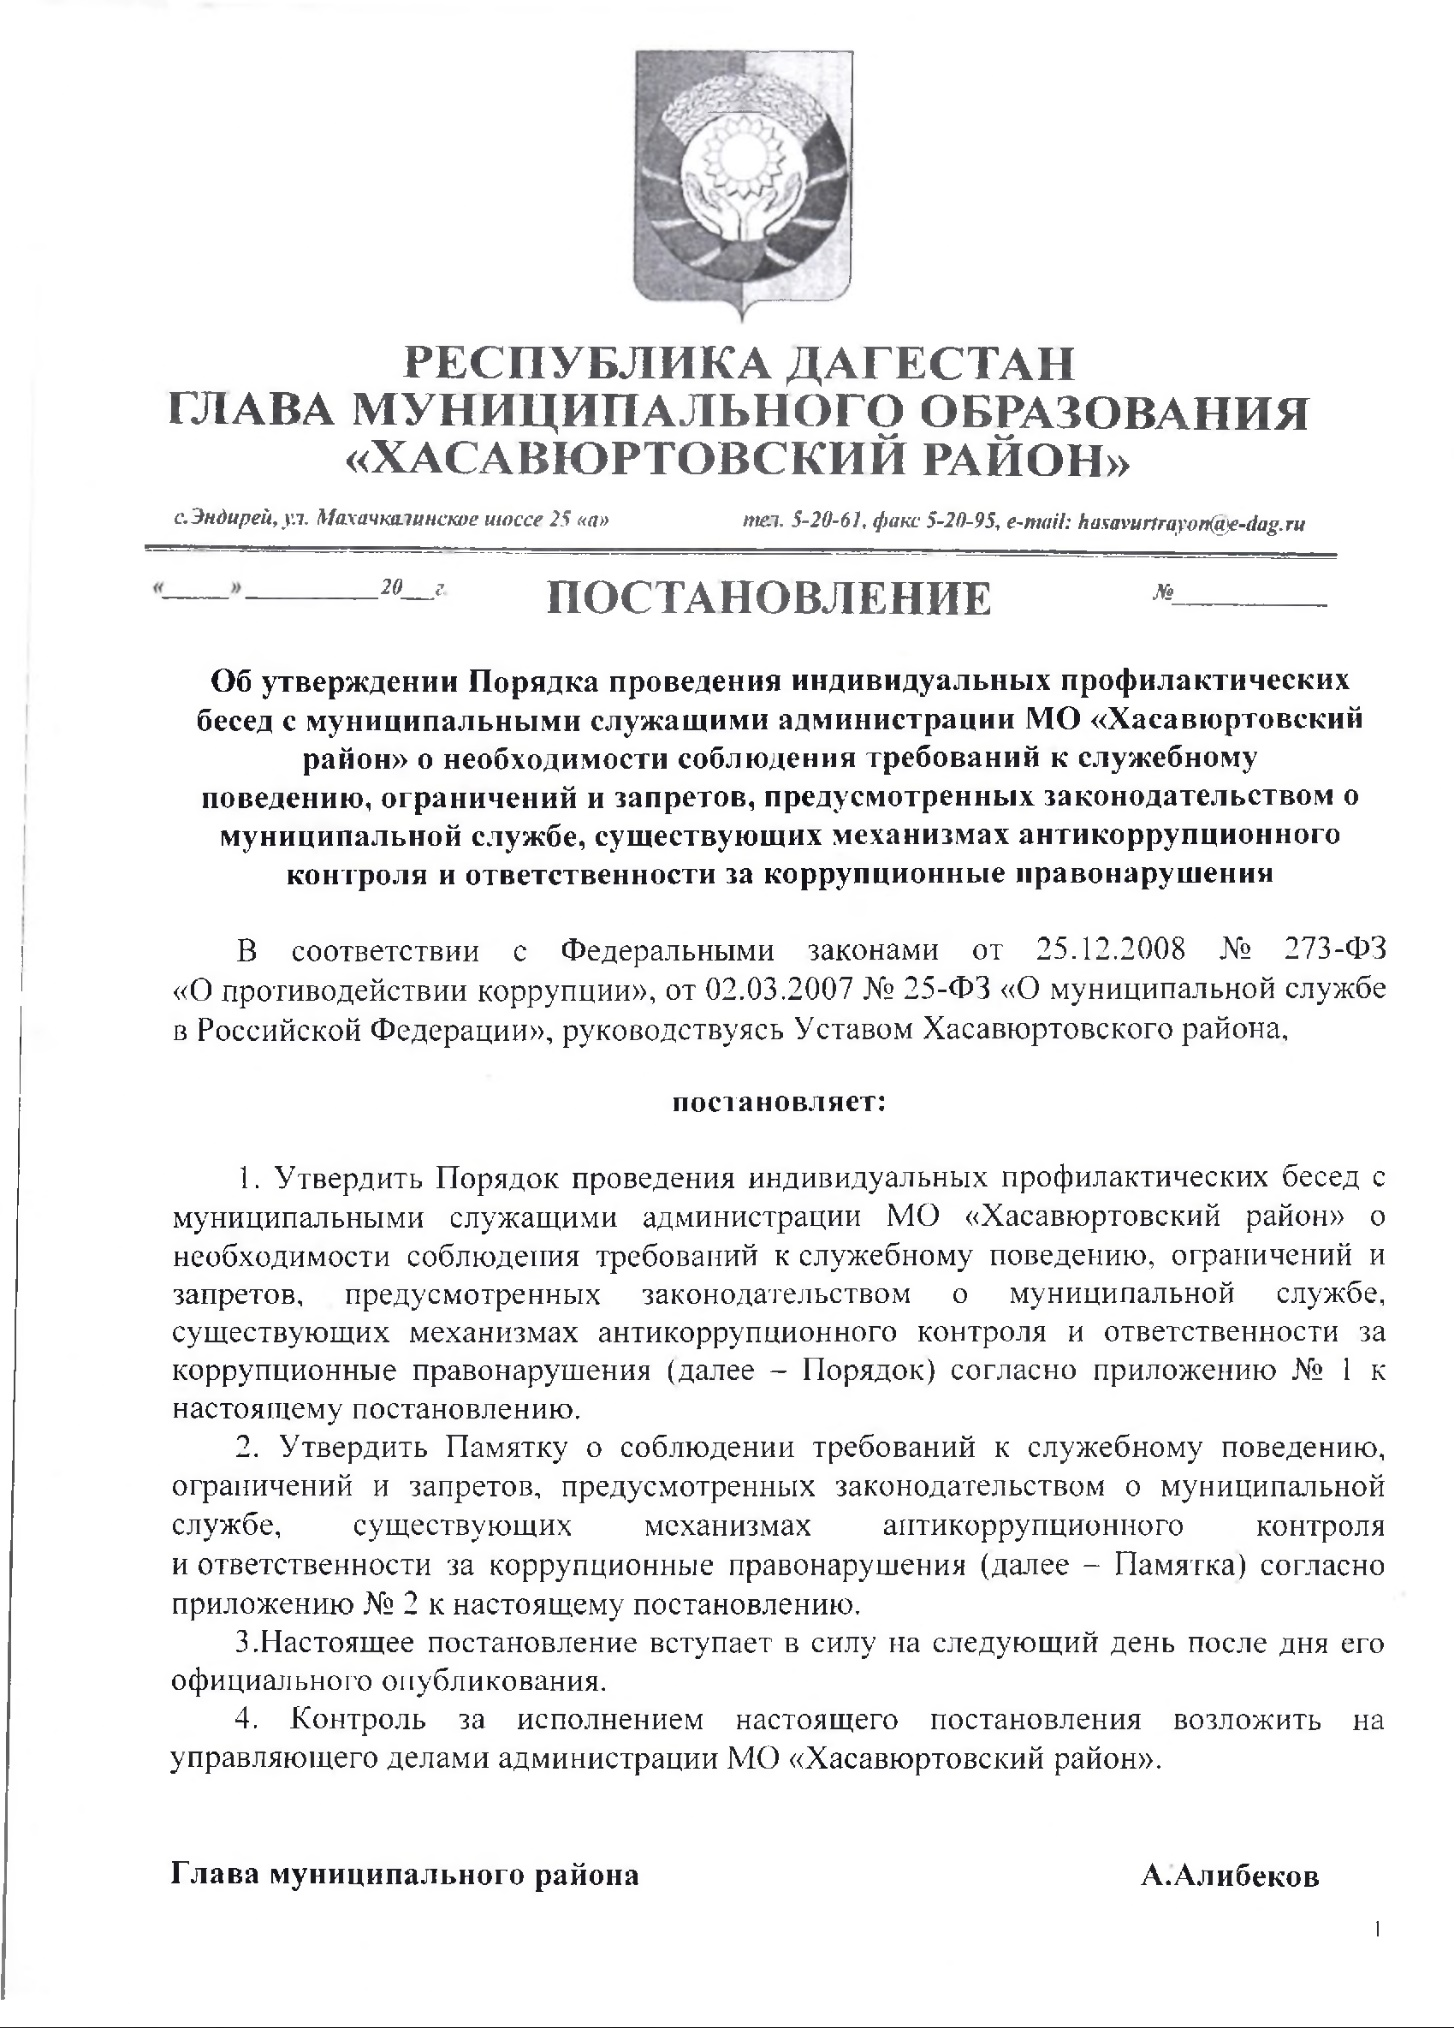 РЕСПУБЛИКА ДАГЕСТАН
ГЛАВА МУНИЦИПАЛЬНОГО ОБРАЗОВАНИЯ
«ХАСАВЮРТОВСКИЙ РАЙОН»
с.Эндирей, ул. Махачкалинское шоссе 25 «а» тел. 5-20-61, факс 5-20-95, e-mail: hasavurtrayon@e-dag.ru
«_____» __________20___г. ПОСТАНОВЛЕНИЕ №____________
Об утверждении Порядка проведения индивидуальных профилактических
бесед с муниципальными служащими администрации МО «Хасавюртовский
район» о необходимости соблюдения требований к служебному
поведению, ограничений и запретов, предусмотренных законодательством о
муниципальной службе, существующих механизмах антикоррупционного
контроля и ответственности за коррупционные правонарушения
В соответствии с Федеральными законами от 25.12.2008 № 273-ФЗ
«О противодействии коррупции», от 02.03.2007 № 25-ФЗ «О муниципальной службе
в Российской Федерации», руководствуясь Уставом Хасавюртовского района,
постановляет:
1. Утвердить Порядок проведения индивидуальных профилактических бесед с
муниципальными служащими администрации МО «Хасавюртовский район» о
необходимости соблюдения требований к служебному поведению, ограничений и
запретов, предусмотренных законодательством о муниципальной службе,
существующих механизмах антикоррупционного контроля и ответственности за
коррупционные правонарушения (далее – Порядок) согласно приложению № 1 к
настоящему постановлению.
2. Утвердить Памятку о соблюдении требований к служебному поведению,
ограничений и запретов, предусмотренных законодательством о муниципальной
службе, существующих механизмах антикоррупционного контроля
и ответственности за коррупционные правонарушения (далее – Памятка) согласно
приложению № 2 к настоящему постановлению.
3.Настоящее постановление вступает в силу на следующий день после дня его
официального опубликования.
4. Контроль за исполнением настоящего постановления возложить на
управляющего делами администрации МО «Хасавюртовский район».
Глава муниципального района А.Алибеков
1